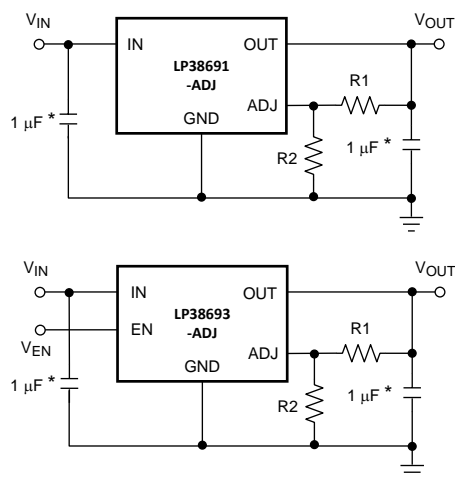 VIN VOUT
IN OUT
LP38691
-ADJ
R1
ADJ
GND
1 µF *
R2 1 µF *
VIN VOUT
IN OUT
LP38693
-ADJ
EN
R1
VEN
ADJ
GND
1 µF *
R2 1 µF *